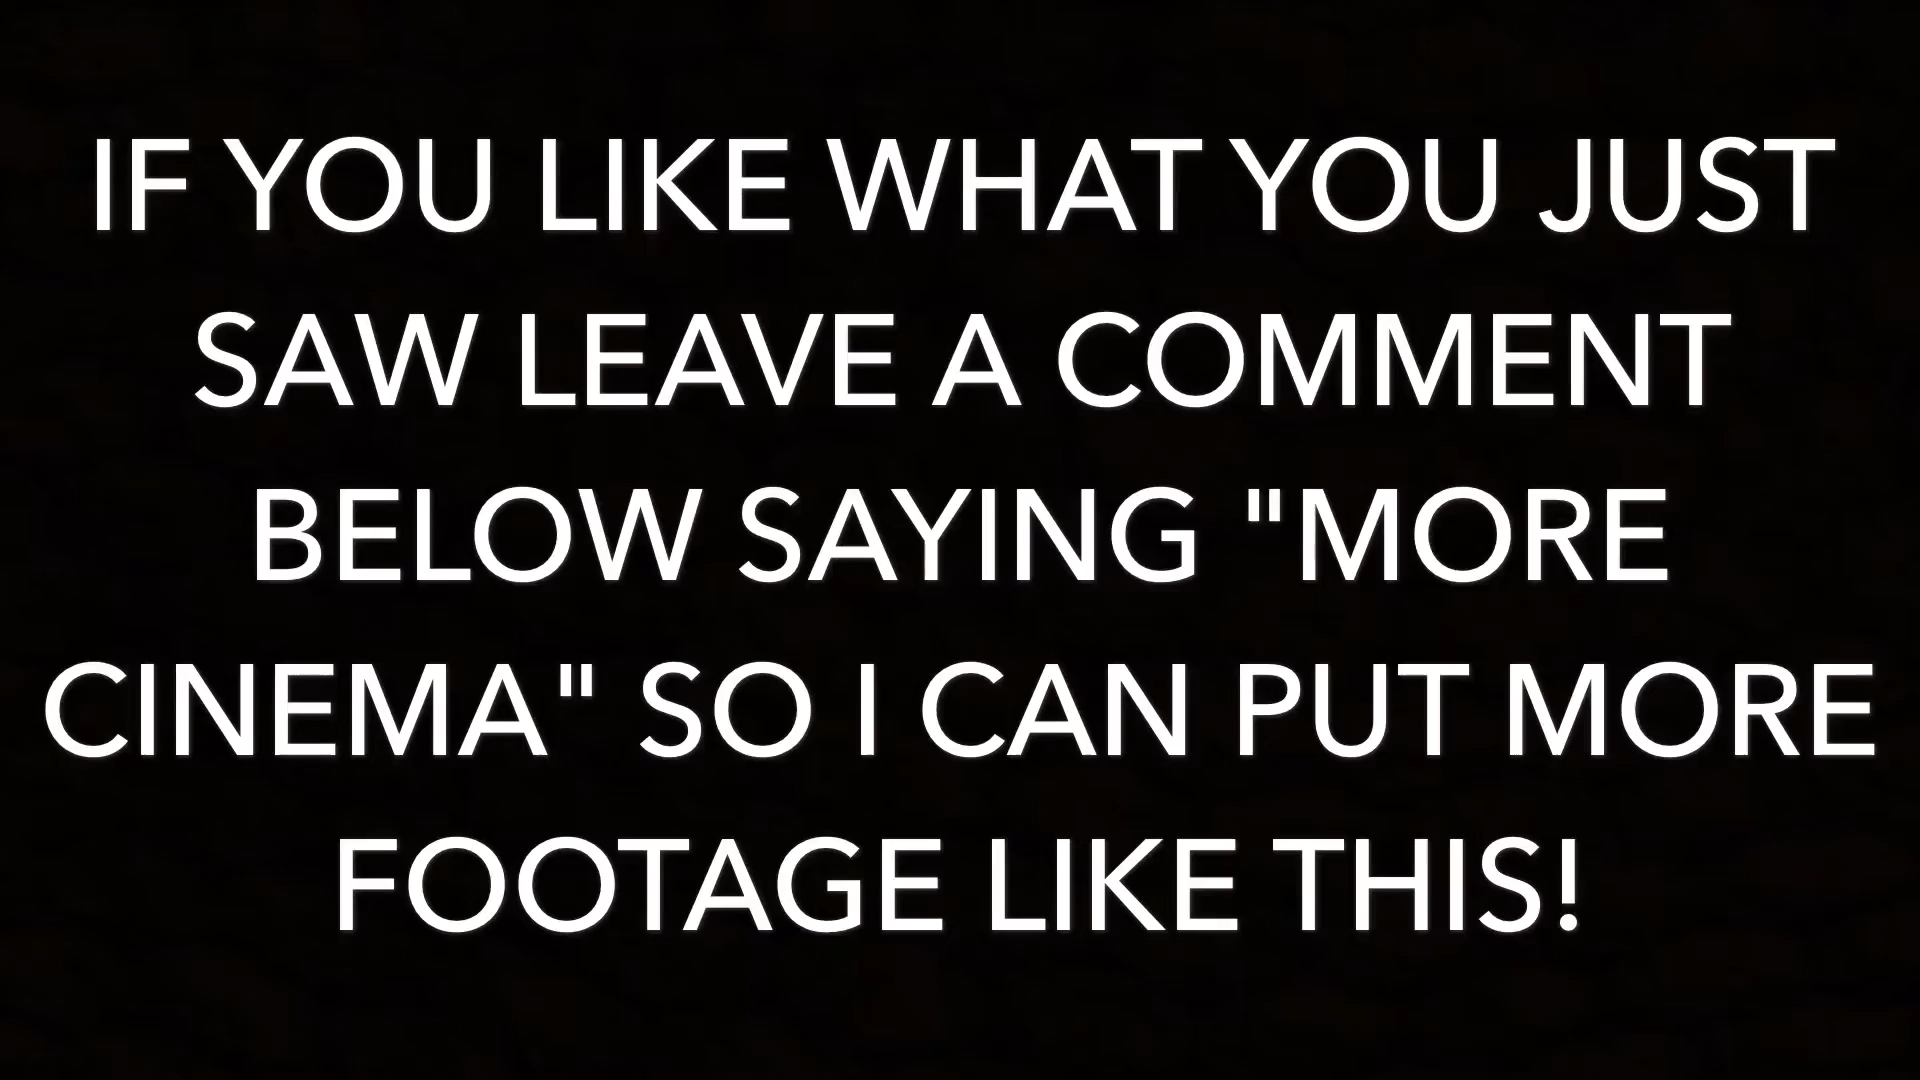 IF YOU LIKE WHAT YOU JUST
SAW LEAVE A COMMENT
BELOW SAYING "MORE
CINEMA" SO I CAN PUT MORE
FOOTAGE LIKE THIS!